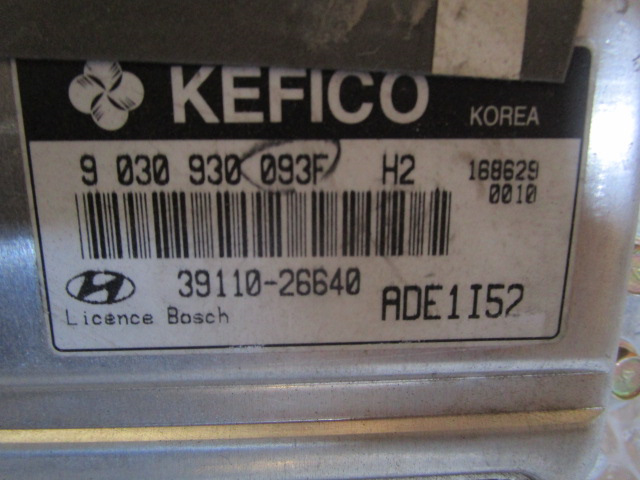 KEFICO KOREA
9 030 930 093F H2 168629
0010
39110-26640 ADE1I52
Licence Bosch